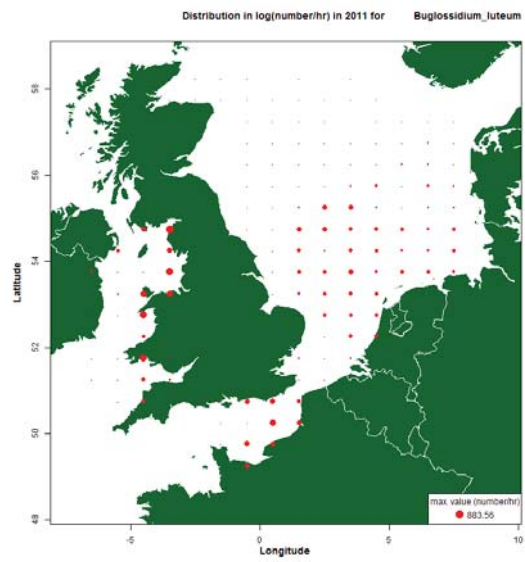 Distribution in log(number/hr) in 2011 for Buglossidium_luteum
58
56
54
52
50
48
Latitude
-5 0 5 10
Longitude
max. value (number/hr)
883.56